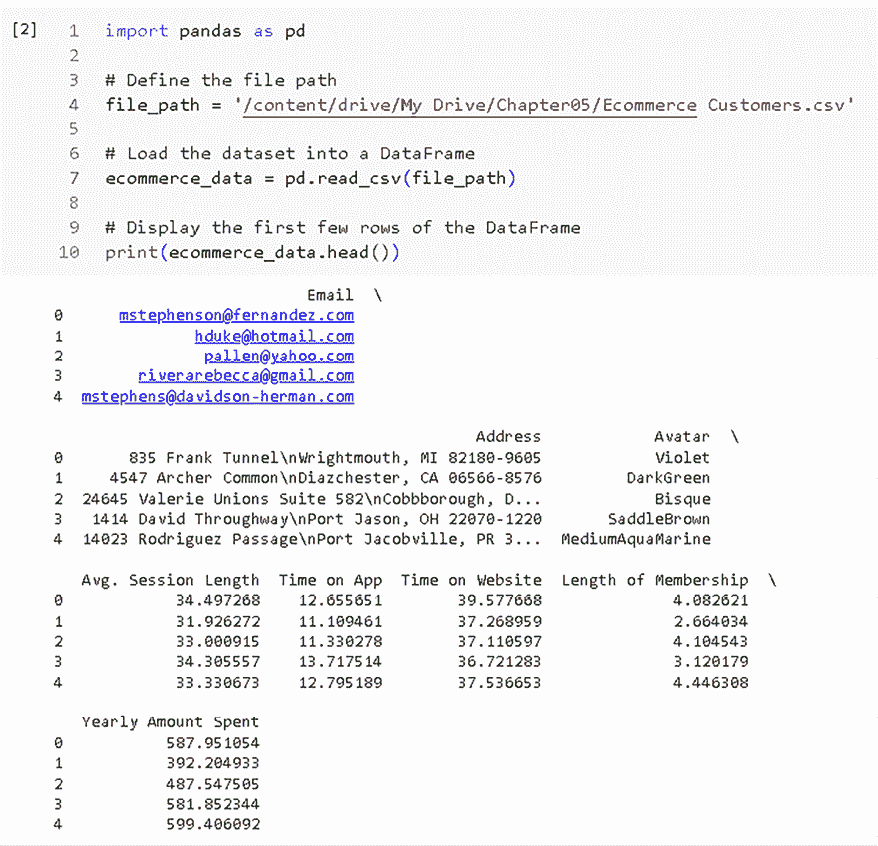 [2] 1 import pandas as pd
2
3 # Define the file path
4 file_path = '/content/drive/My Drive/Chapter05/Ecommerce Customers.csv'
5
6 # Load the dataset into a DataFrame
7 ecommerce_data = pd.read_csv(file_path)
8
9 # Display the first few rows of the DataFrame
10 print(ecommerce_data.head())
Email \
0 mstephenson@fernandez.com
1 hduke@hotmail.com
2 pallen@yahoo.com
3 riverarebecca@gmail.com
4 mstephens@davidson-herman.com
Address Avatar \
0 835 Frank Tunnel\nWrightmouth, MI 82180-9605 Violet
1 4547 Archer Common\nDiazchester, CA 06566-8576 DarkGreen
2 24645 Valerie Unions Suite 582\nCobbborough, D... Bisque
3 1414 David Throughway\nPort Jason, OH 22070-1220 SaddleBrown
4 14023 Rodriguez Passage\nPort Jacobville, PR 3... MediumAquaMarine
Avg. Session Length Time on App Time on Website Length of Membership \
0 34.497268 12.655651 39.577668 4.082621
1 31.926272 11.109461 37.268959 2.664034
2 33.000915 11.330278 37.110597 4.104543
3 34.305557 13.717514 36.721283 3.120179
4 33.330673 12.795189 37.536653 4.446308
Yearly Amount Spent
0 587.951054
1 392.204933
2 487.547505
3 581.852344
4 599.406092